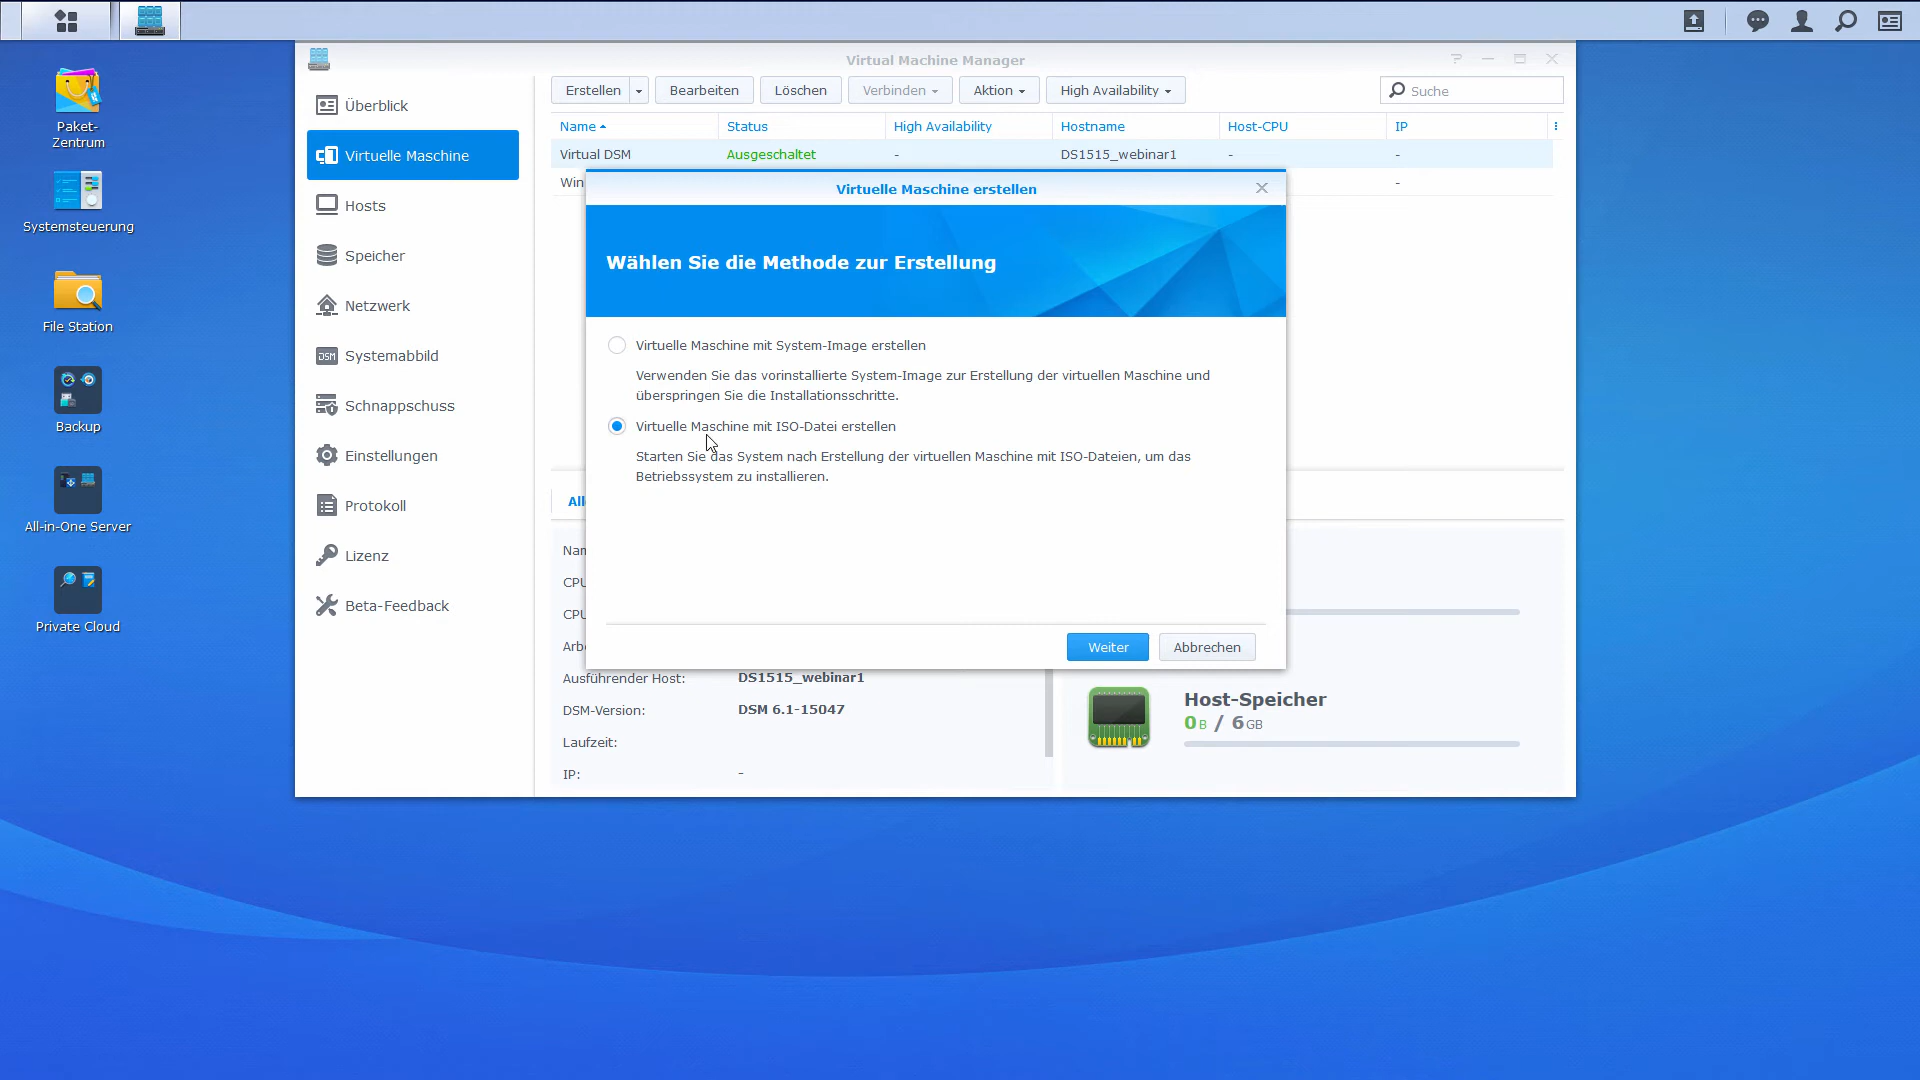 Virtual Machine Manager
Paket-
Zentrum
Systemsteuerung
File Station
Backup
All-in-One Server
Private Cloud
Überblick
Virtuelle Maschine
Hosts
Speicher
Netzwerk
DSM
Systemabbild
Schnappschuss
Einstellungen
Protokoll
Lizenz
Beta-Feedback
Erstellen Bearbeiten Löschen Verbinden Aktion High Availability Suche
Name Status High Availability Hostname Host-CPU IP
Virtual DSM Ausgeschaltet - DS1515_webinar1 - -
Win -
Virtuelle Maschine erstellen
Wählen Sie die Methode zur Erstellung
Virtuelle Maschine mit System-Image erstellen
Verwenden Sie das vorinstallierte System-Image zur Erstellung der virtuellen Maschine und
überspringen Sie die Installationsschritte.
Virtuelle Maschine mit ISO-Datei erstellen
Starten Sie das System nach Erstellung der virtuellen Maschine mit ISO-Dateien, um das
Betriebssystem zu installieren.
Weiter Abbrechen
All
Nam
CPU
CPU
Arbe
Ausführender Host: DS1515_webinar1
DSM-Version: DSM 6.1-15047
Laufzeit:
IP: -
Host-Speicher
0 B / 6 GB